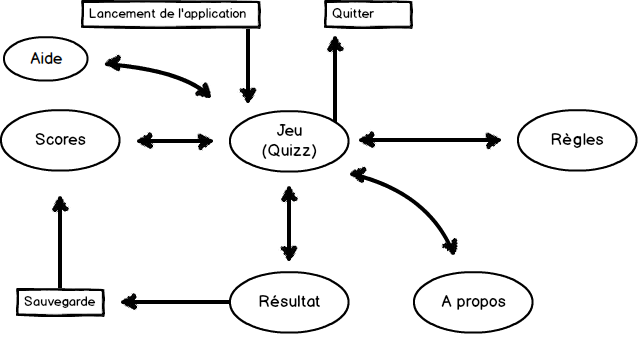 Lancement de l'application
Quitter
Aide
Scores
Jeu
(Quizz)
Règles
Sauvegarde
Résultat
A propos